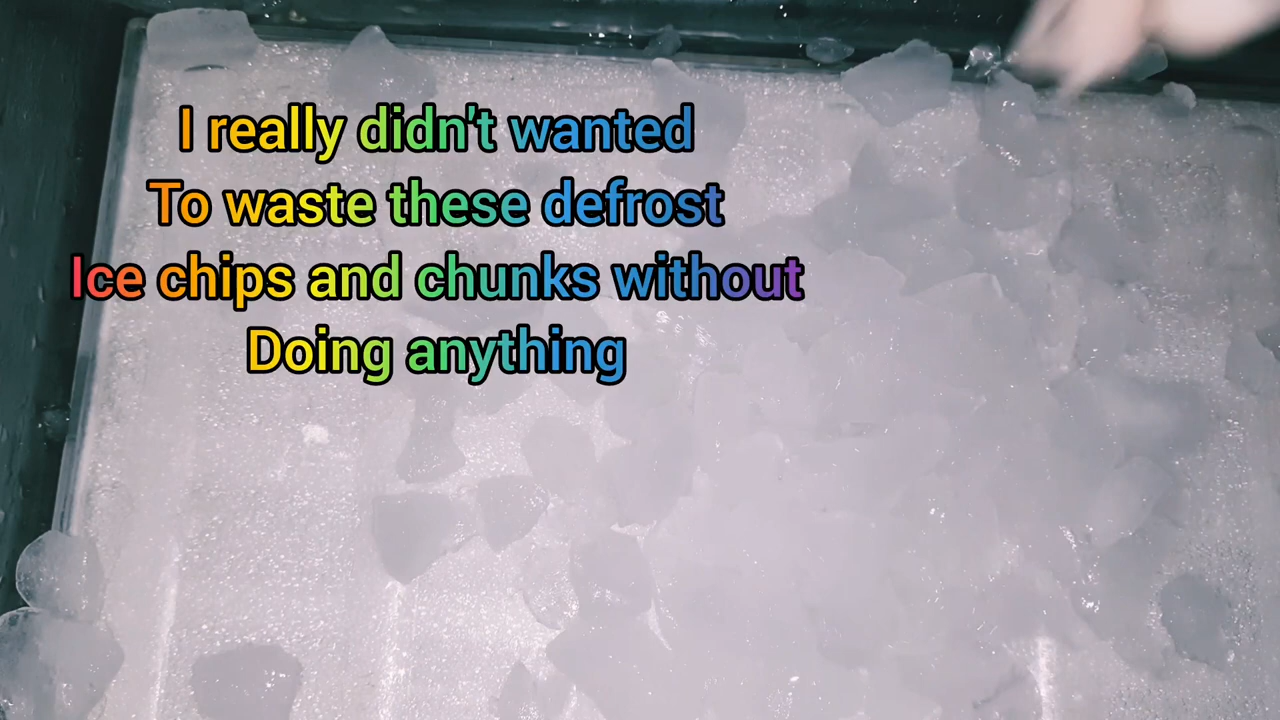 I really didn't wanted
To waste these defrost
Ice chips and chunks without
Doing anything